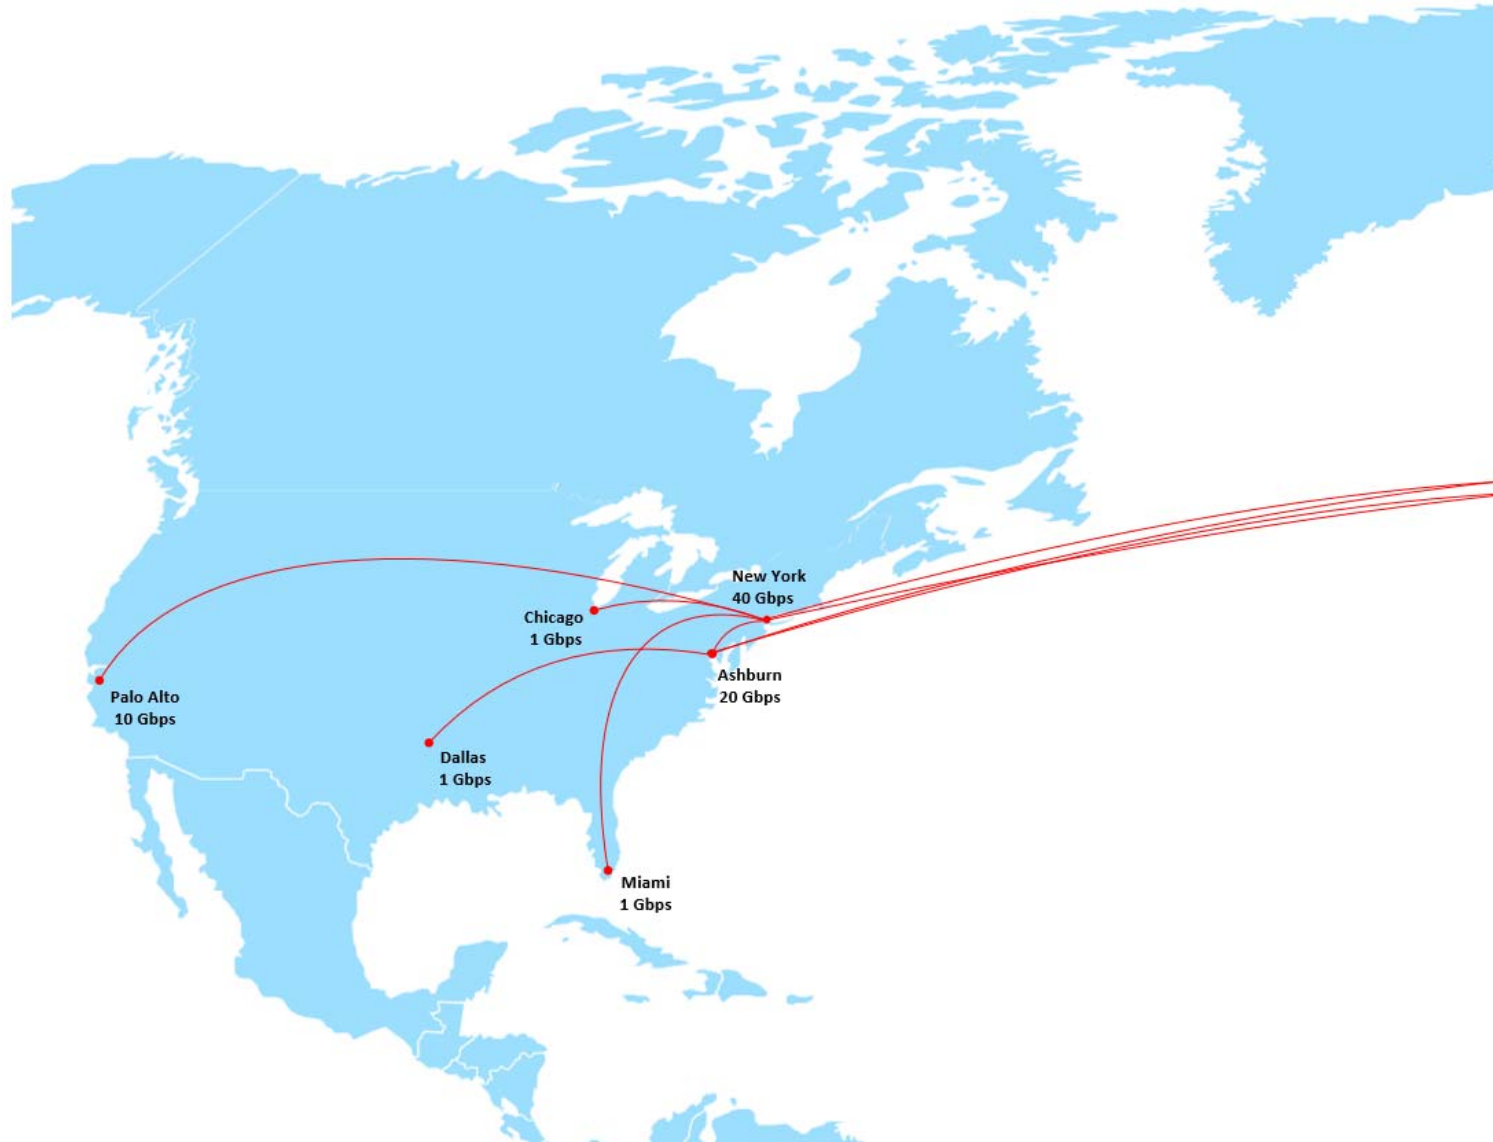 New York
40 Gbps
Chicago
1 Gbps
Ashburn
20 Gbps
Palo Alto
10 Gbps
Dallas
1 Gbps
Miami
1 Gbps